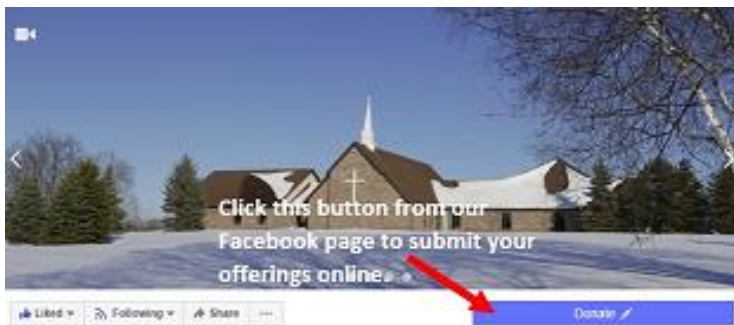 Click this button from our
Facebook page to submit your
offerings online.
Liked Following Share ... Donate